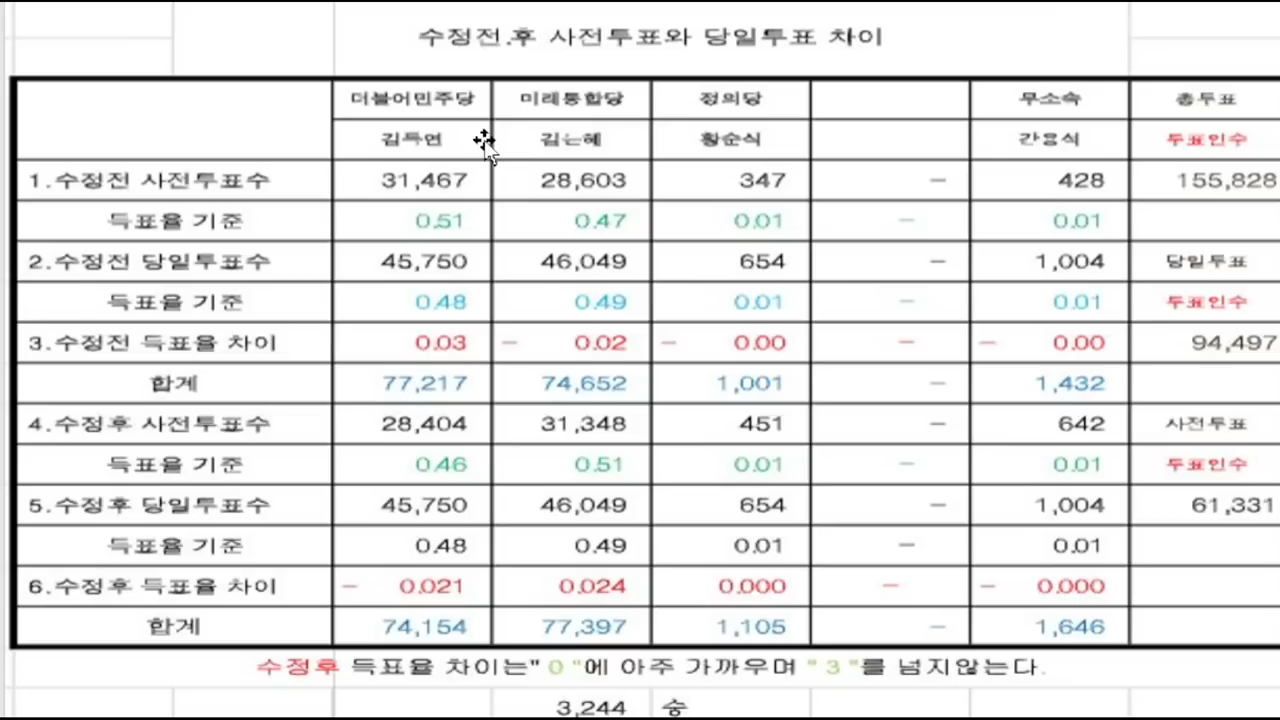 수정전.후 사전투표와 당일투표 차이
더불어민주당 미래통합당 정의당 무소속 총투표
김두연 김은혜 황순식 간용식 투표인수
1.수정전 사전투표수 31,467 28,603 347 - 428 155,828
득표율 기준 0.51 0.47 0.01 - 0.01
2.수정전 당일투표수 45,750 46,049 654 - 1,004 당일투표
득표율 기준 0.48 0.49 0.01 - 0.01 투표인수
3.수정전 득표율 차이 0.03 - 0.02 - 0.00 - - 0.00 94,497
합계 77,217 74,652 1,001 - 1,432
4.수정후 사전투표수 28,404 31,348 451 - 642 사전투표
득표율 기준 0.46 0.51 0.01 - 0.01 투표인수
5.수정후 당일투표수 45,750 46,049 654 - 1,004 61,331
득표율 기준 0.48 0.49 0.01 - 0.01
6.수정후 득표율 차이 - 0.021 0.024 0.000 - - 0.000
합계 74,154 77,397 1,105 - 1,646
수정후 득표율 차이는"0"에 아주 가까우며 "3"를 넘지않는다.
3,244 승